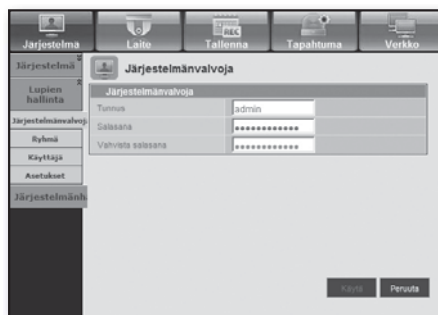 REC
Järjestelmä Laite Tallenna Tapahtuma Verkko
Järjestelmä
Lupien
hallinta
Järjestelmänvalvoj
Ryhmä
Käyttäjä
Asetukset
Järjestelmänh
Järjestelmänvalvoja
Järjestelmänvalvoja
Tunnus admin
Salasana ••••••••••••
Vahvista salasana ••••••••••••
Käytä Peruuta